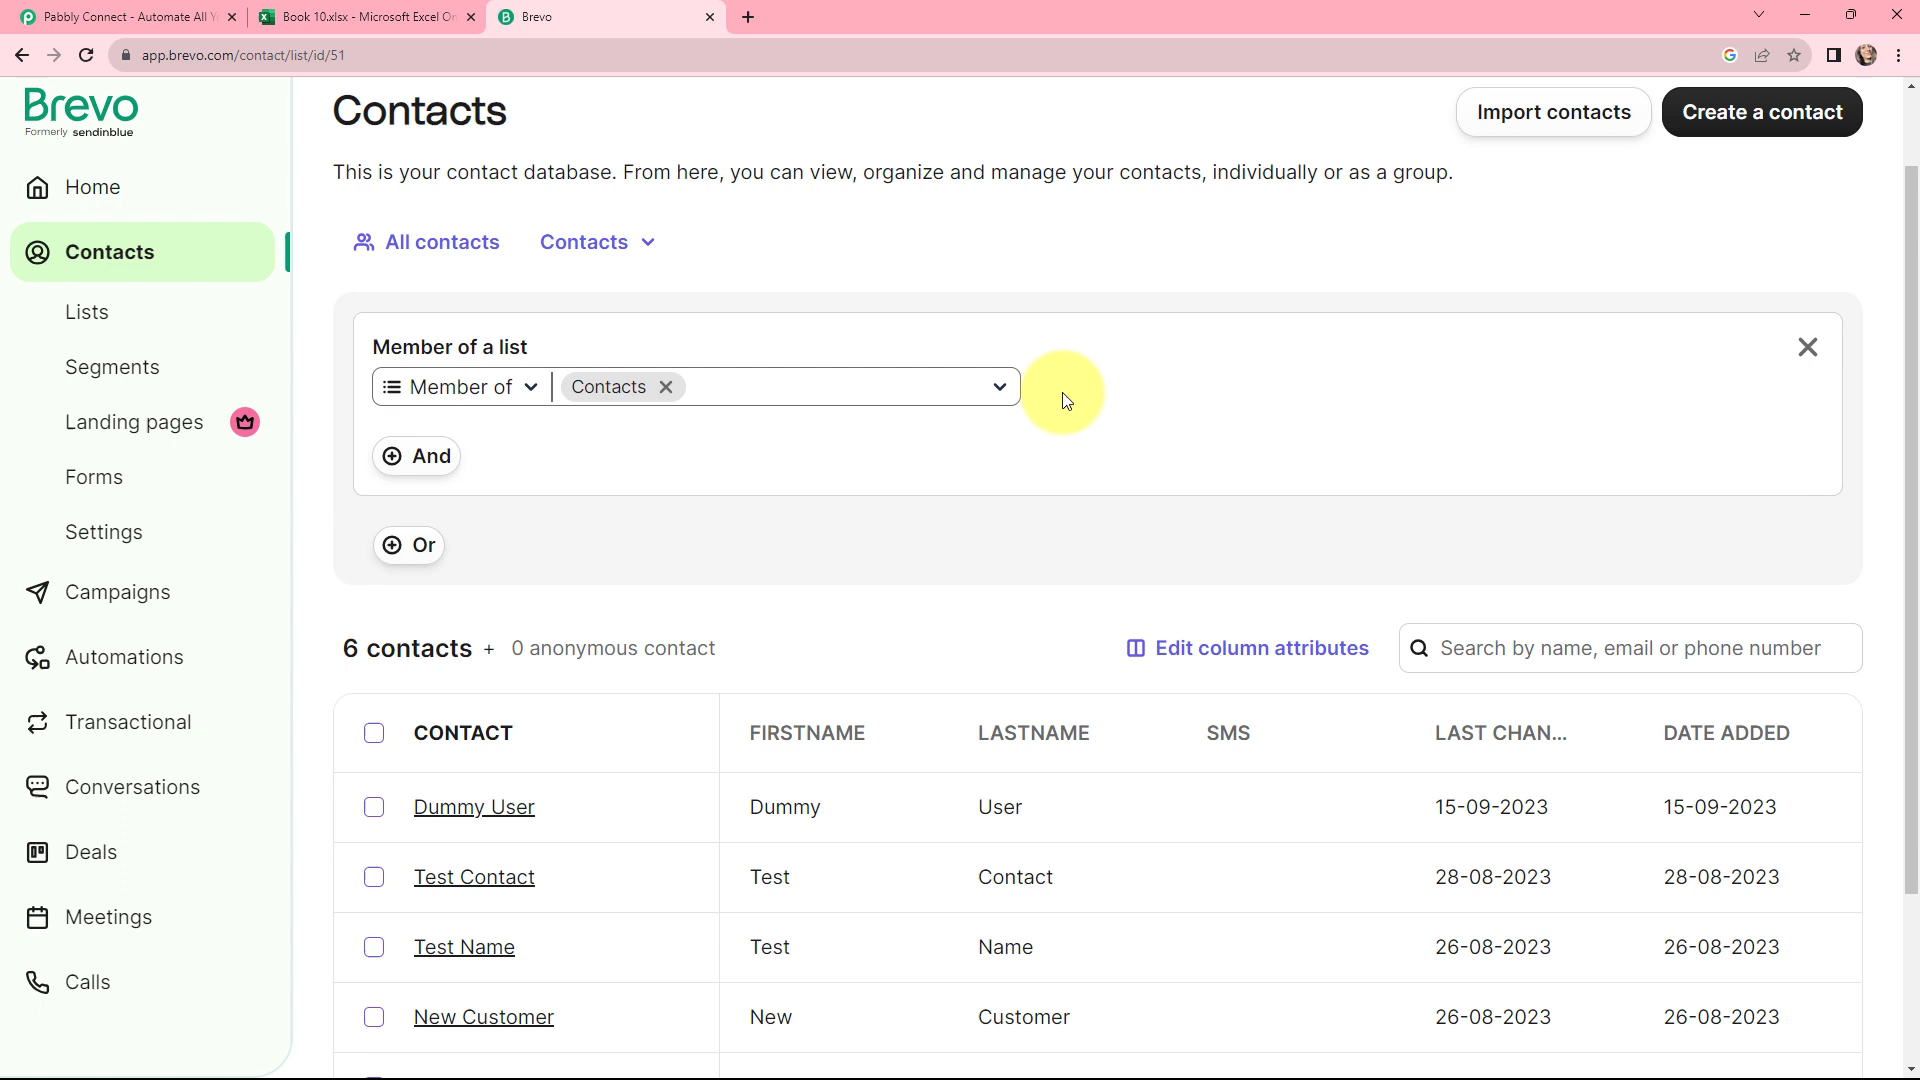 Pabbly Connect - Automate All Y
Book 10.xlsx - Microsoft Excel On
Brevo
app.brevo.com/contact/list/id/51
Brevo
Formerly sendinblue
Home
Contacts
Lists
Segments
Landing pages
Forms
Settings
Campaigns
Automations
Transactional
Conversations
Deals
Meetings
Calls
Contacts
Import contacts
Create a contact
This is your contact database. From here, you can view, organize and manage your contacts, individually or as a group.
All contacts
Contacts
Member of a list
Member of
Contacts
And
Or
6 contacts + 0 anonymous contact
Edit column attributes
Search by name, email or phone number
CONTACT FIRSTNAME LASTNAME SMS LAST CHAN... DATE ADDED
Dummy User Dummy User 15-09-2023 15-09-2023
Test Contact Test Contact 28-08-2023 28-08-2023
Test Name Test Name 26-08-2023 26-08-2023
New Customer New Customer 26-08-2023 26-08-2023